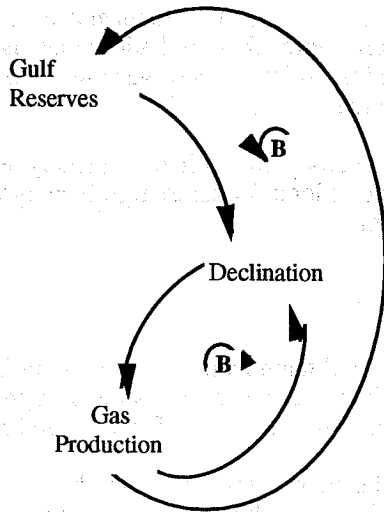 Gulf
Reserves
B
Declination
B
Gas
Production